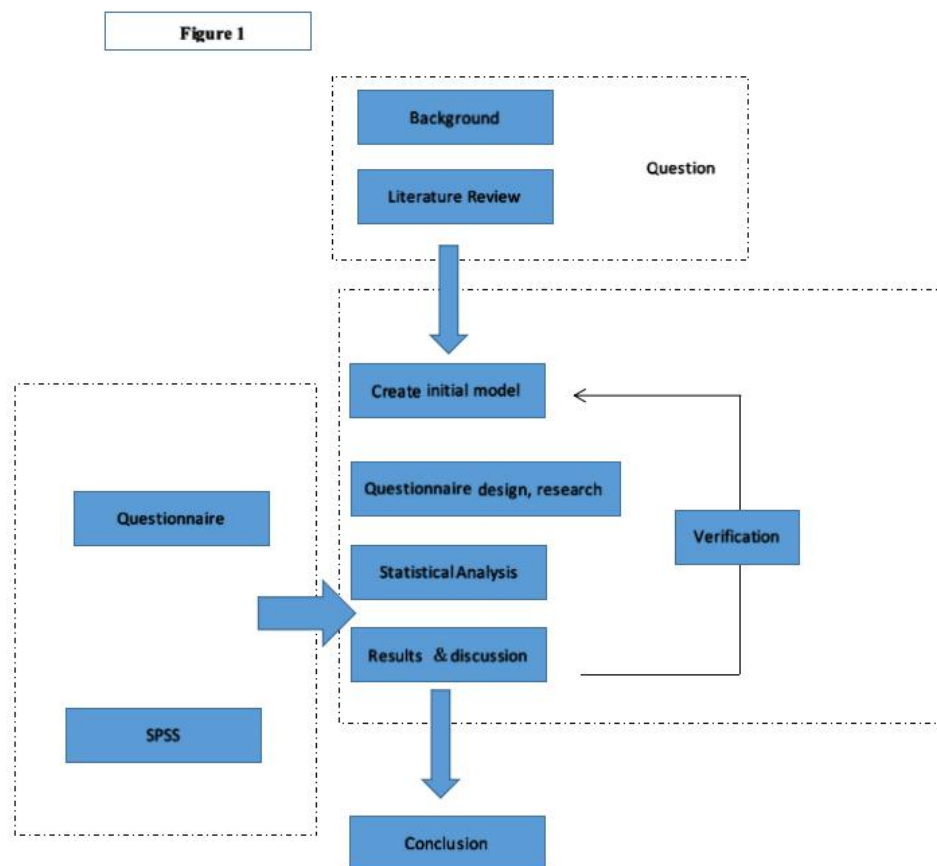 Figure 1
Background
Question
Literature Review
Create initial model
Questionnaire design, research
Questionnaire
Verification
Statistical Analysis
Results & discussion
SPSS
Conclusion